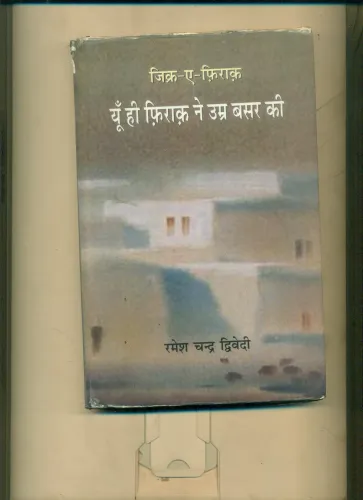 ज़िक्र-ए-फ़िराक़
यूँ ही फ़िराक़ ने उम्र बसर की
रमेश चन्द्र द्विवेदी